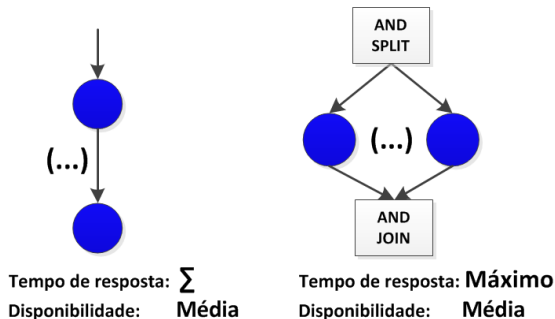 (...)
Tempo de resposta: ∑
Disponibilidade: Média
AND
SPLIT
(...)
AND
JOIN
Tempo de resposta: Máximo
Disponibilidade: Média